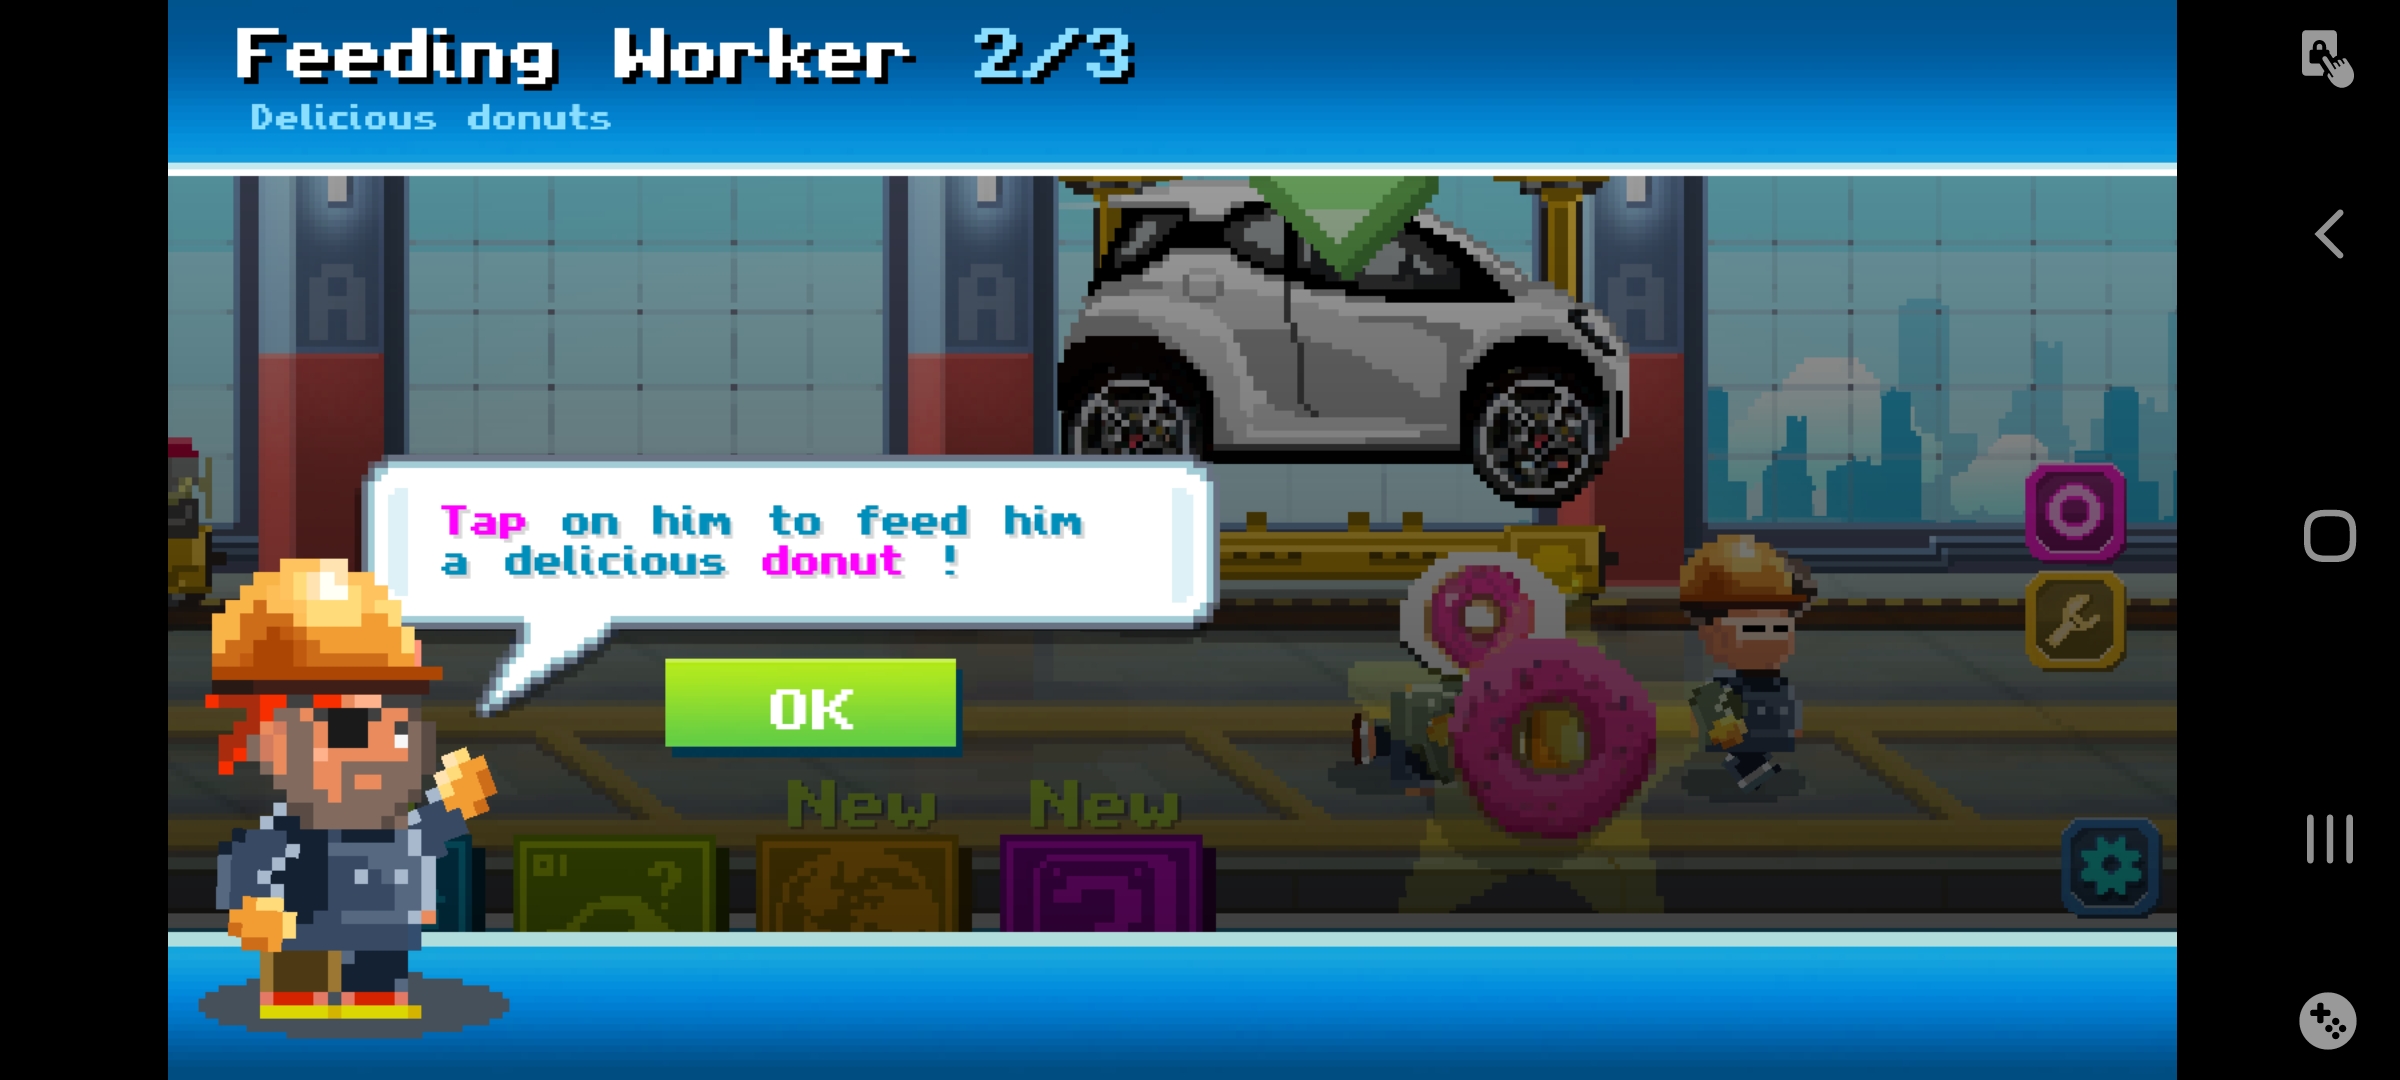 Feeding Worker 2/3
Delicious donuts
A
A
A
Tap on him to feed him
a delicious donut !
OK
New
New
?
?